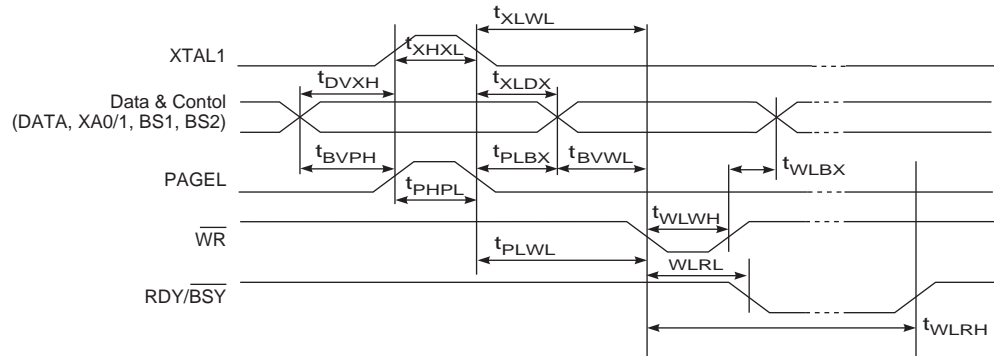 tXLWL
XTAL1
tXHXL
tDVXH
tXLDX
Data & Contol
(DATA, XA0/1, BS1, BS2)
tBVPH
tPLBX
tBVWL
tWLBX
PAGEL
tPHPL
tWLWH
WR
tPLWL
WLRL
RDY/BSY
tWLRH